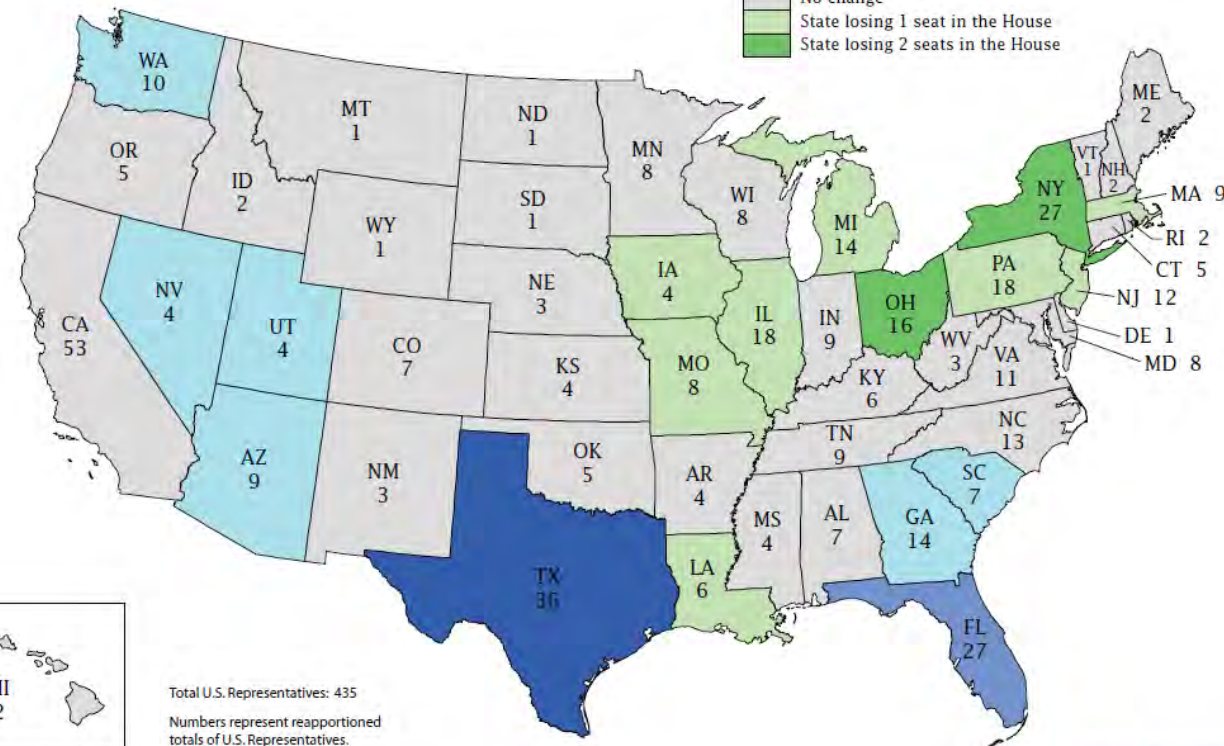 No change
State losing 1 seat in the House
State losing 2 seats in the House
WA
10
MT
1
ND
1
ME
2
OR
5
ID
2
MN
8
VT
1
NH
2
SD
1
WI
8
NY
27
MA 9
WY
1
MI
14
RI 2
CT 5
IA
4
PA
18
NV
4
NE
3
NJ 12
CA
53
UT
4
CO
7
IL
18
IN
9
OH
16
DE 1
WV
3
VA
11
MD 8
KS
4
MO
8
KY
6
NC
13
TN
9
AZ
9
NM
3
OK
5
AR
4
SC
7
MS
4
AL
7
GA
14
LA
6
TX
36
FL
27
2
Total U.S. Representatives: 435
Numbers represent reapportioned
totals of U.S. Representatives.